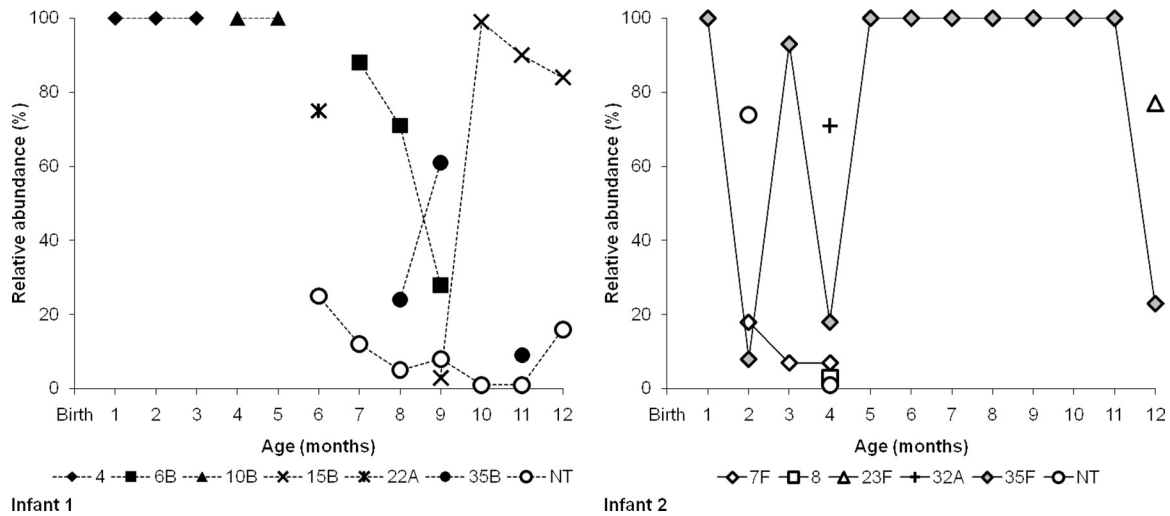 100
80
60
40
20
0
Relative abundance (%)
Birth 1 2 3 4 5 6 7 8 9 10 11 12
Age (months)
4 6B 10B 15B 22A 35B NT
Infant 1
100
80
60
40
20
0
Relative abundance (%)
Birth 1 2 3 4 5 6 7 8 9 10 11 12
Age (months)
7F 8 23F 32A 35F NT
Infant 2